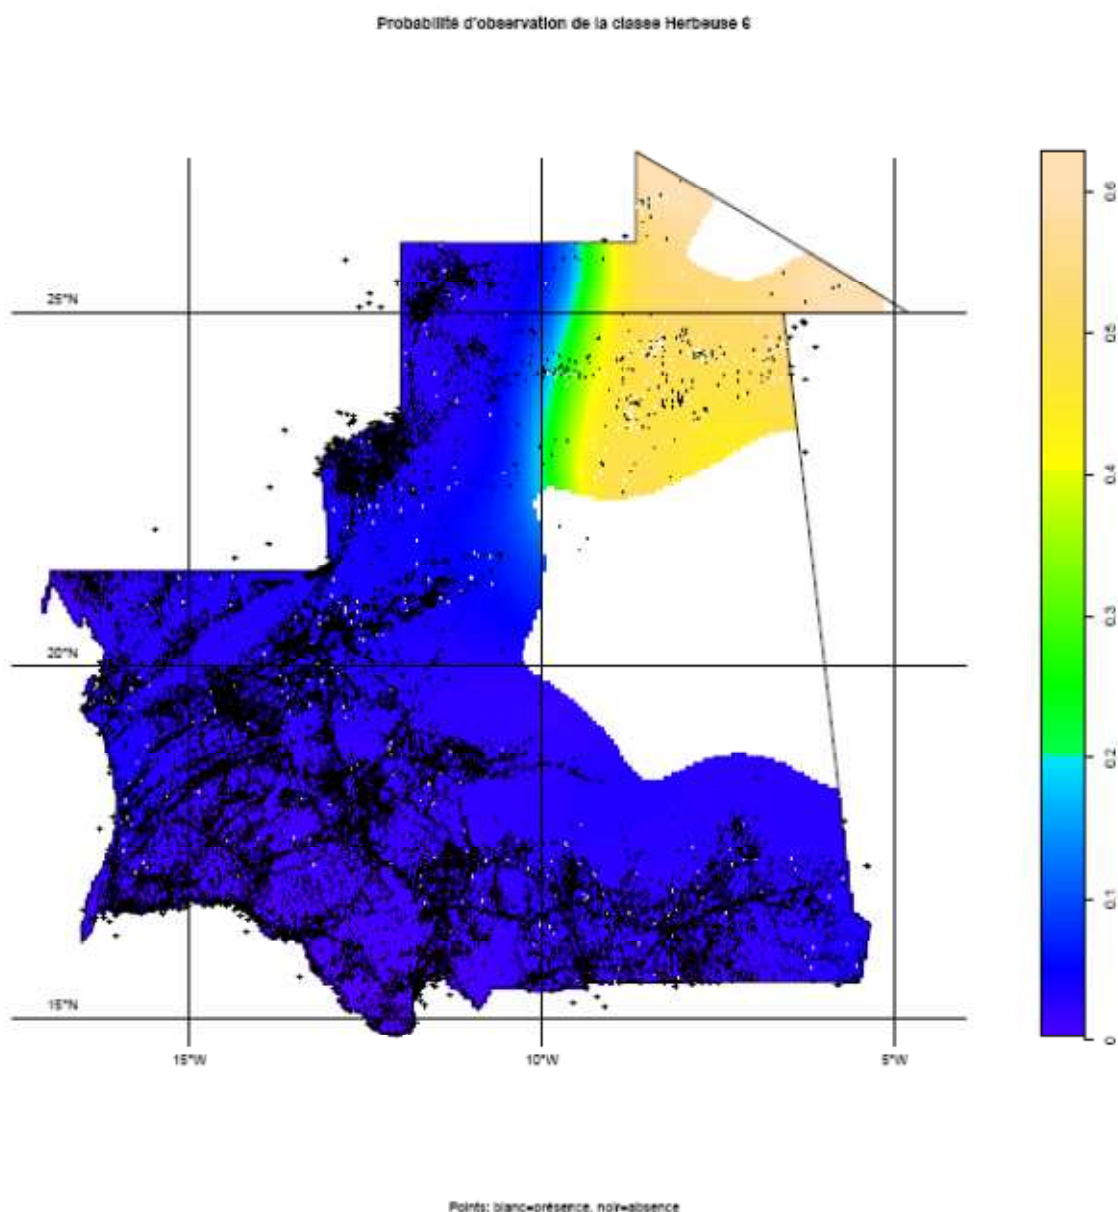 Probabilité d'observation de la classe Herbeuse 6
25°N
20°N
15°N
15°W
10°W
5°W
0.6
0.5
0.4
0.3
0.2
0.1
0
Points: blanc=présence, noir=absence